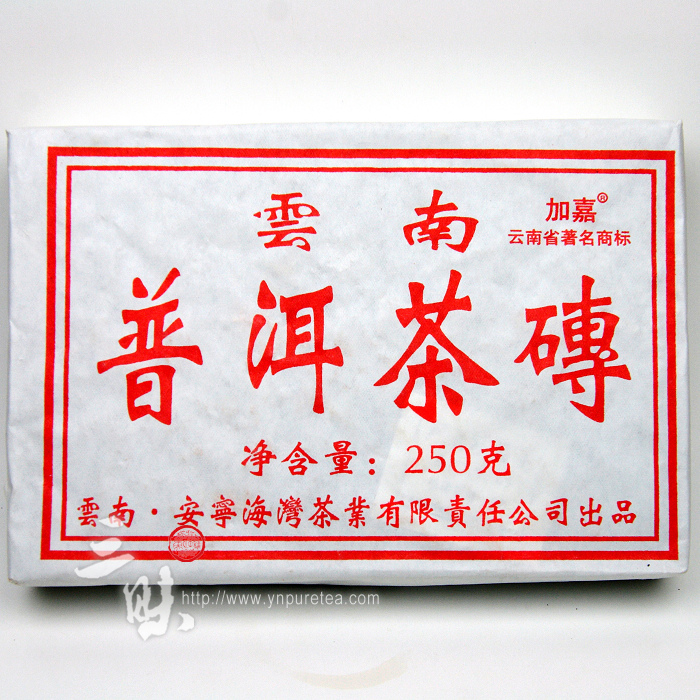 雲南
加嘉®
云南省著名商标
普洱茶磚
净含量：250克
雲南·安寧海灣茶業有限責任公司出品
三昧
http://www.ynpuretea.com